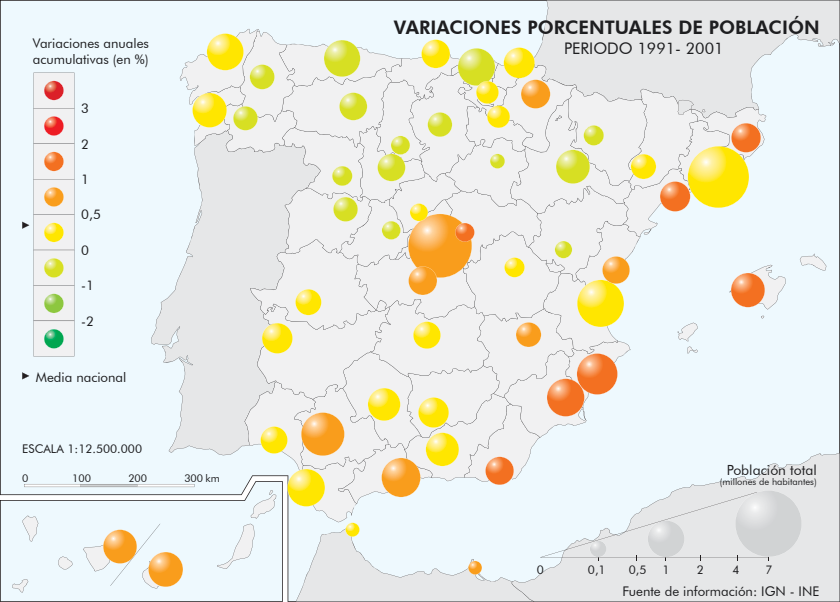 VARIACIONES PORCENTUALES DE POBLACIÓN
PERIODO 1991- 2001
Variaciones anuales
acumulativas (en %)
3
2
1
0,5
0
-1
-2
Media nacional
ESCALA 1:12.500.000
0 100 200 300 km
Población total
(millones de habitantes)
0 0,1 0,5 1 2 4 7
Fuente de información: IGN - INE